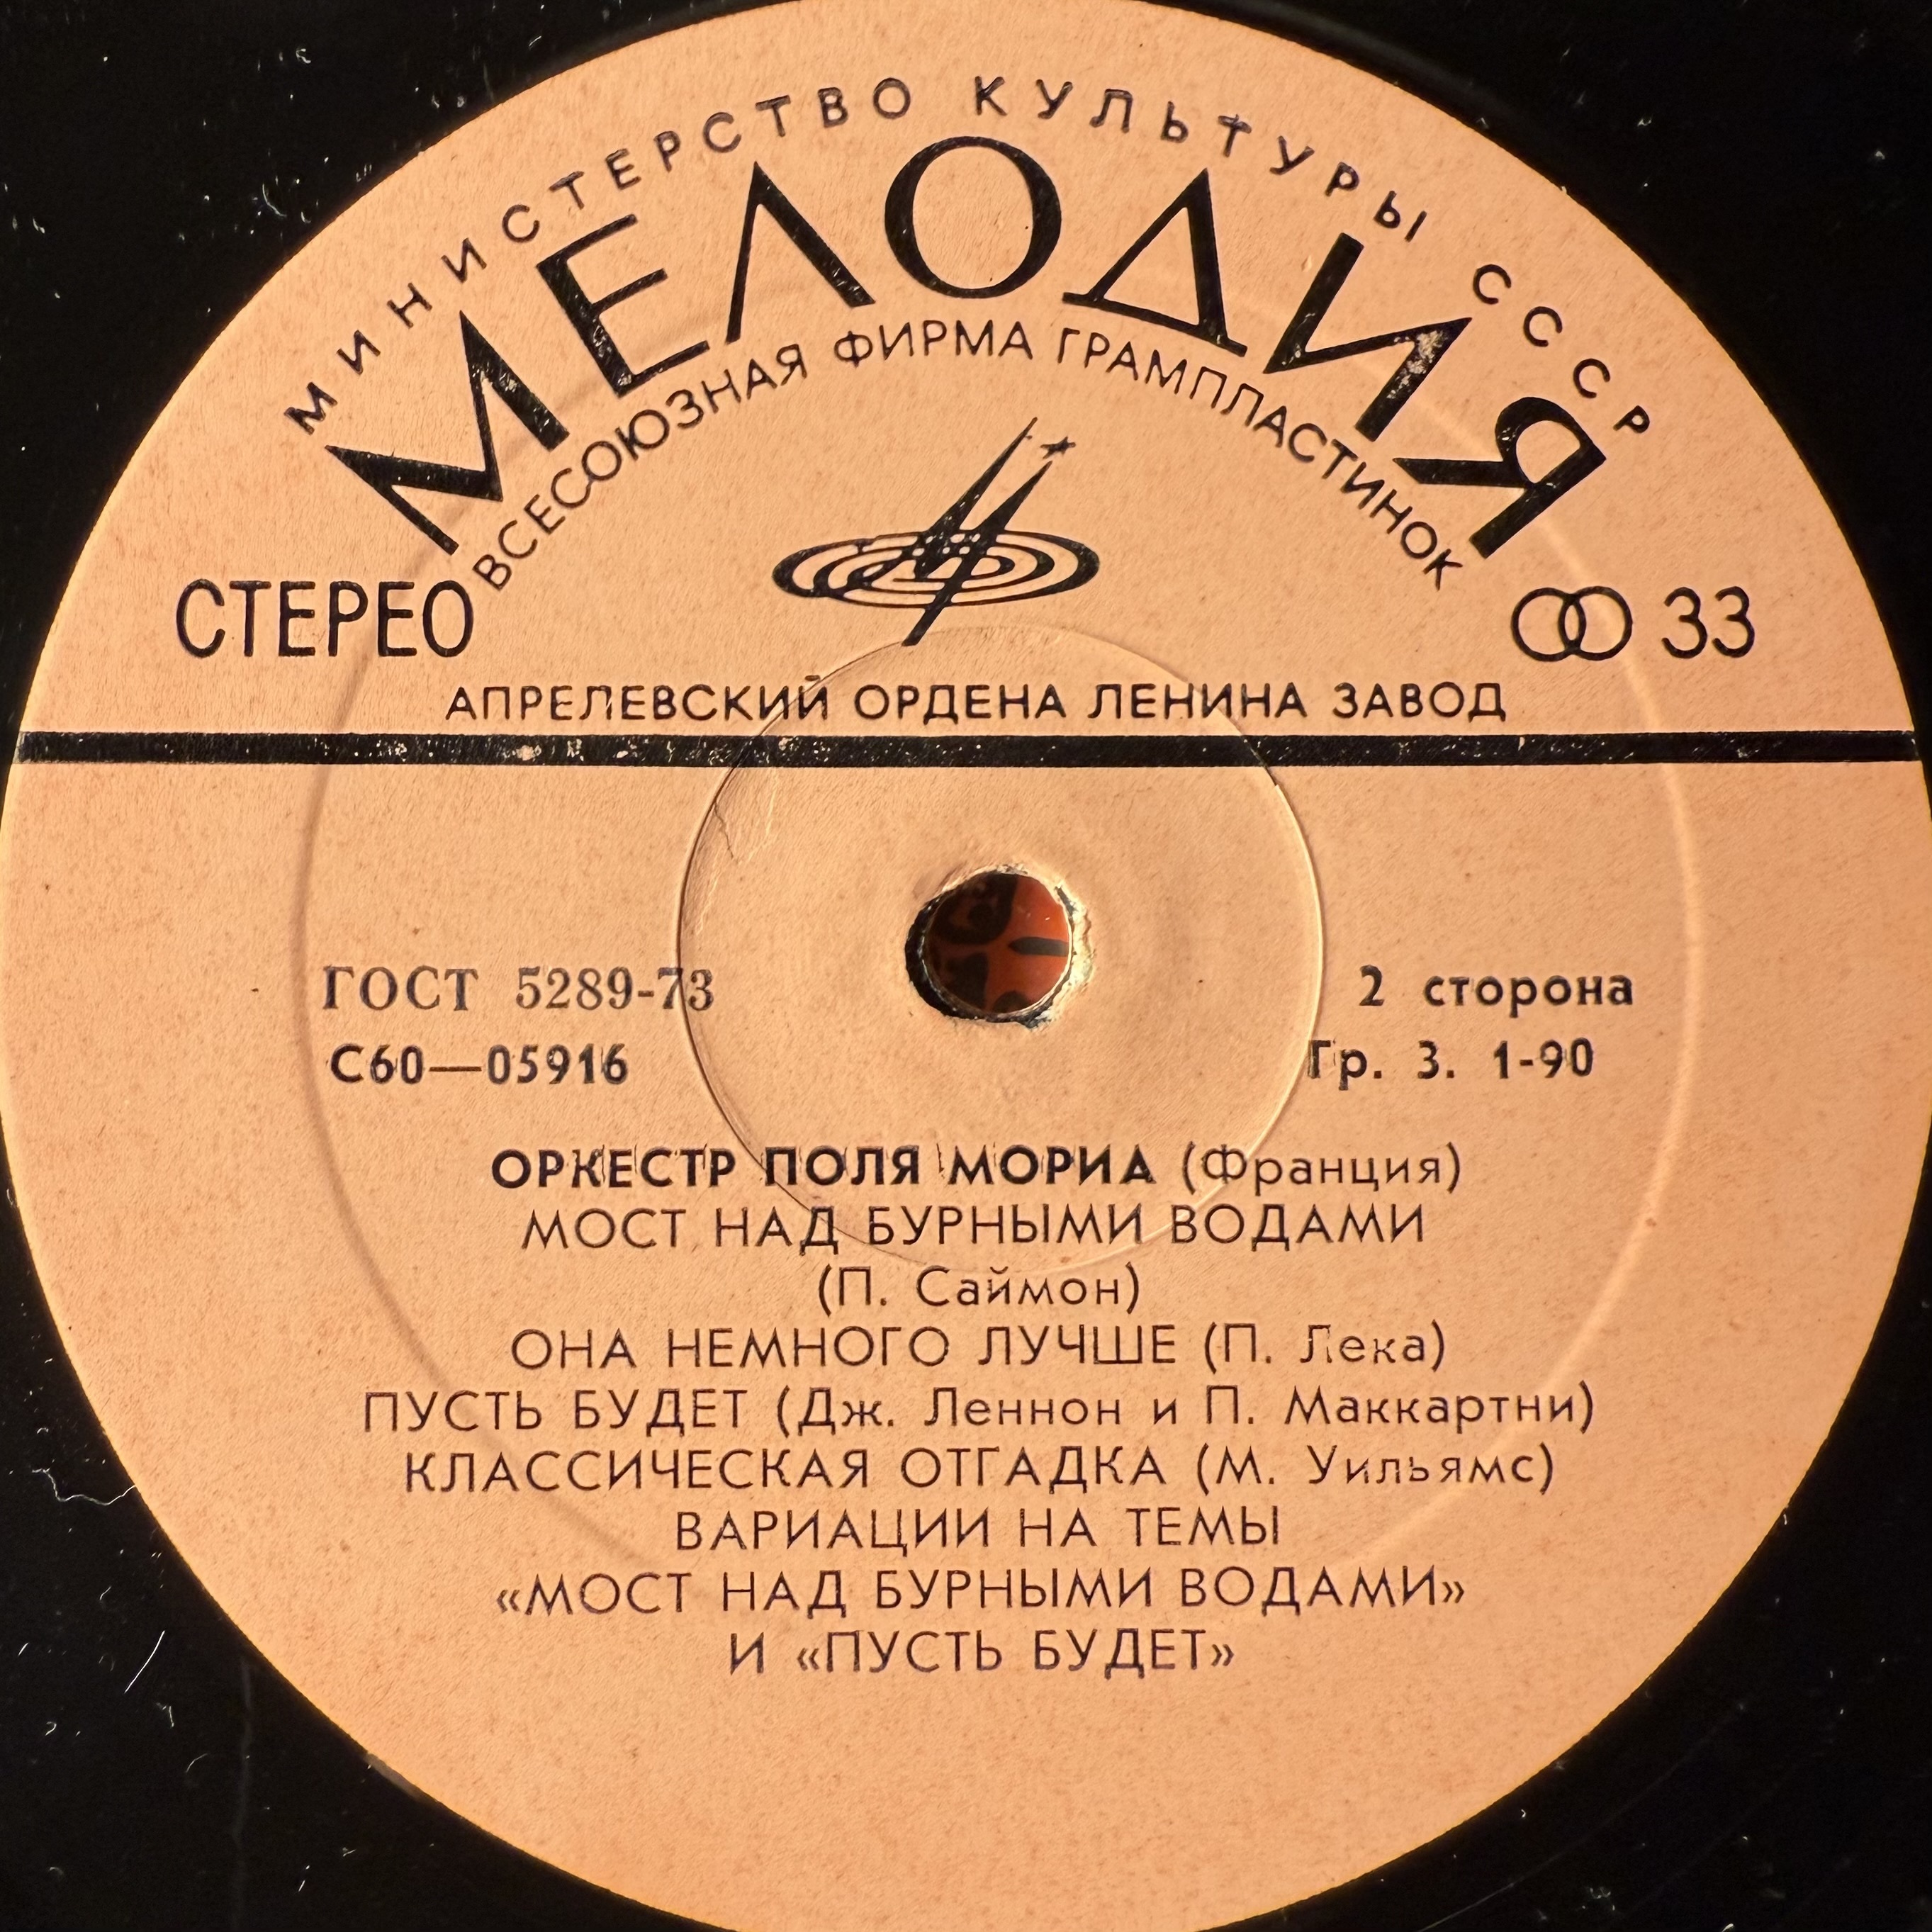 МИНИСТЕРСТВО КУЛЬТУРЫ СССР
МЕЛОДИЯ
ВСЕСОЮЗНАЯ ФИРМА ГРАМПЛАСТИНОК
СТЕРЕО
33
АПРЕЛЕВСКИЙ ОРДЕНА ЛЕНИНА ЗАВОД
ГОСТ 5289-73
2 сторона
С60—05916
Гр. 3. 1-90
ОРКЕСТР ПОЛЯ МОРИА (Франция)
МОСТ НАД БУРНЫМИ ВОДАМИ
(П. Саймон)
ОНА НЕМНОГО ЛУЧШЕ (П. Лека)
ПУСТЬ БУДЕТ (Дж. Леннон и П. Маккартни)
КЛАССИЧЕСКАЯ ОТГАДКА (М. Уильямс)
ВАРИАЦИИ НА ТЕМЫ
«МОСТ НАД БУРНЫМИ ВОДАМИ»
И «ПУСТЬ БУДЕТ»